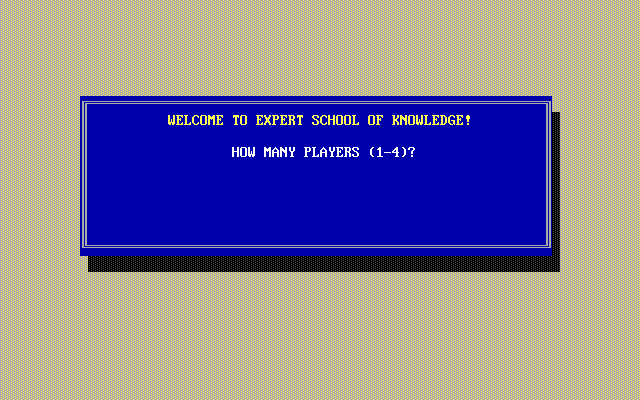 WELCOME TO EXPERT SCHOOL OF KNOWLEDGE!
HOW MANY PLAYERS (1-4)?